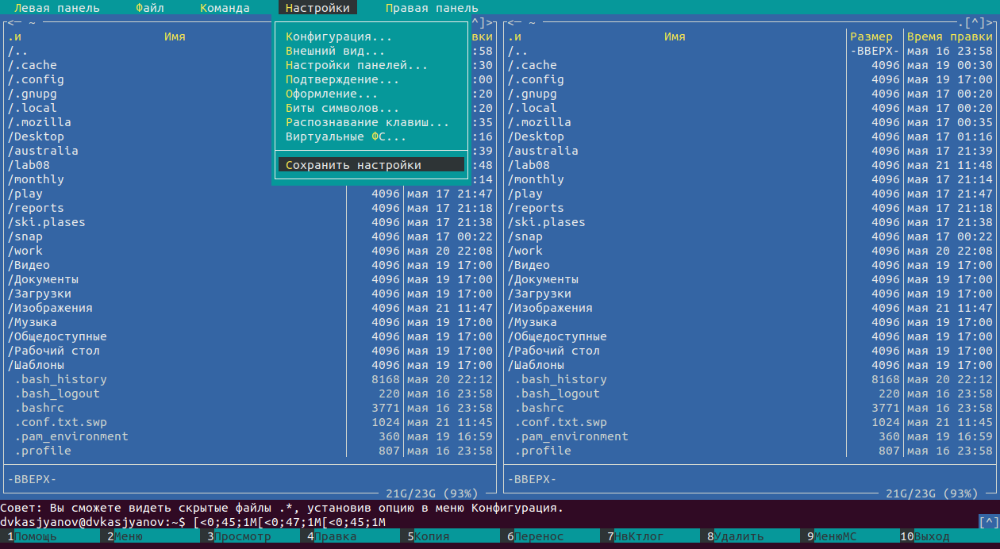 Левая панель Файл Команда Настройки Правая панель
<─ ~ ^]> <─ ~ .[^]>
.и Имя вки .и Имя Размер Время правки
/.. Конфигурация... :58 /.. -ВВЕРХ- мая 16 23:58
/.cache Внешний вид... :30 /.cache 4096 мая 19 00:30
/.config Настройки панелей... :00 /.config 4096 мая 19 17:00
/.gnupg Подтверждение... :20 /.gnupg 4096 мая 17 00:20
/.local Оформление... :20 /.local 4096 мая 17 00:20
/.mozilla Биты символов... :35 /.mozilla 4096 мая 17 00:35
/Desktop Распознавание клавиш... :16 /Desktop 4096 мая 17 01:16
/australia Виртуальные ФС... :39 /australia 4096 мая 17 21:39
/lab08 Сохранить настройки :48 /lab08 4096 мая 21 11:48
/monthly :14 /monthly 4096 мая 17 21:14
/play 4096 мая 17 21:47 /play 4096 мая 17 21:47
/reports 4096 мая 17 21:18 /reports 4096 мая 17 21:18
/ski.plases 4096 мая 17 21:38 /ski.plases 4096 мая 17 21:38
/snap 4096 мая 17 00:22 /snap 4096 мая 17 00:22
/work 4096 мая 20 22:08 /work 4096 мая 20 22:08
/Видео 4096 мая 19 17:00 /Видео 4096 мая 19 17:00
/Документы 4096 мая 19 17:00 /Документы 4096 мая 19 17:00
/Загрузки 4096 мая 19 17:00 /Загрузки 4096 мая 19 17:00
/Изображения 4096 мая 21 11:47 /Изображения 4096 мая 21 11:47
/Музыка 4096 мая 19 17:00 /Музыка 4096 мая 19 17:00
/Общедоступные 4096 мая 19 17:00 /Общедоступные 4096 мая 19 17:00
/Рабочий стол 4096 мая 19 17:00 /Рабочий стол 4096 мая 19 17:00
/Шаблоны 4096 мая 19 17:00 /Шаблоны 4096 мая 19 17:00
.bash_history 8168 мая 20 22:12 .bash_history 8168 мая 20 22:12
.bash_logout 220 мая 16 23:58 .bash_logout 220 мая 16 23:58
.bashrc 3771 мая 16 23:58 .bashrc 3771 мая 16 23:58
.conf.txt.swp 1024 мая 21 11:45 .conf.txt.swp 1024 мая 21 11:45
.pam_environment 360 мая 19 16:59 .pam_environment 360 мая 19 16:59
.profile 807 мая 16 23:58 .profile 807 мая 16 23:58
-ВВЕРХ- -ВВЕРХ-
21G/23G (93%) 21G/23G (93%)
Совет: Вы сможете видеть скрытые файлы .*, установив опцию в меню Конфигурация.
dvkasjyanov@dvkasjyanov:~$ [<0;45;1M[<0;47;1M[<0;45;1M [^]
1Помощь 2Меню 3Просмотр 4Правка 5Копия 6Перенос 7НвКтлог 8Удалить 9МенюМС 10Выход